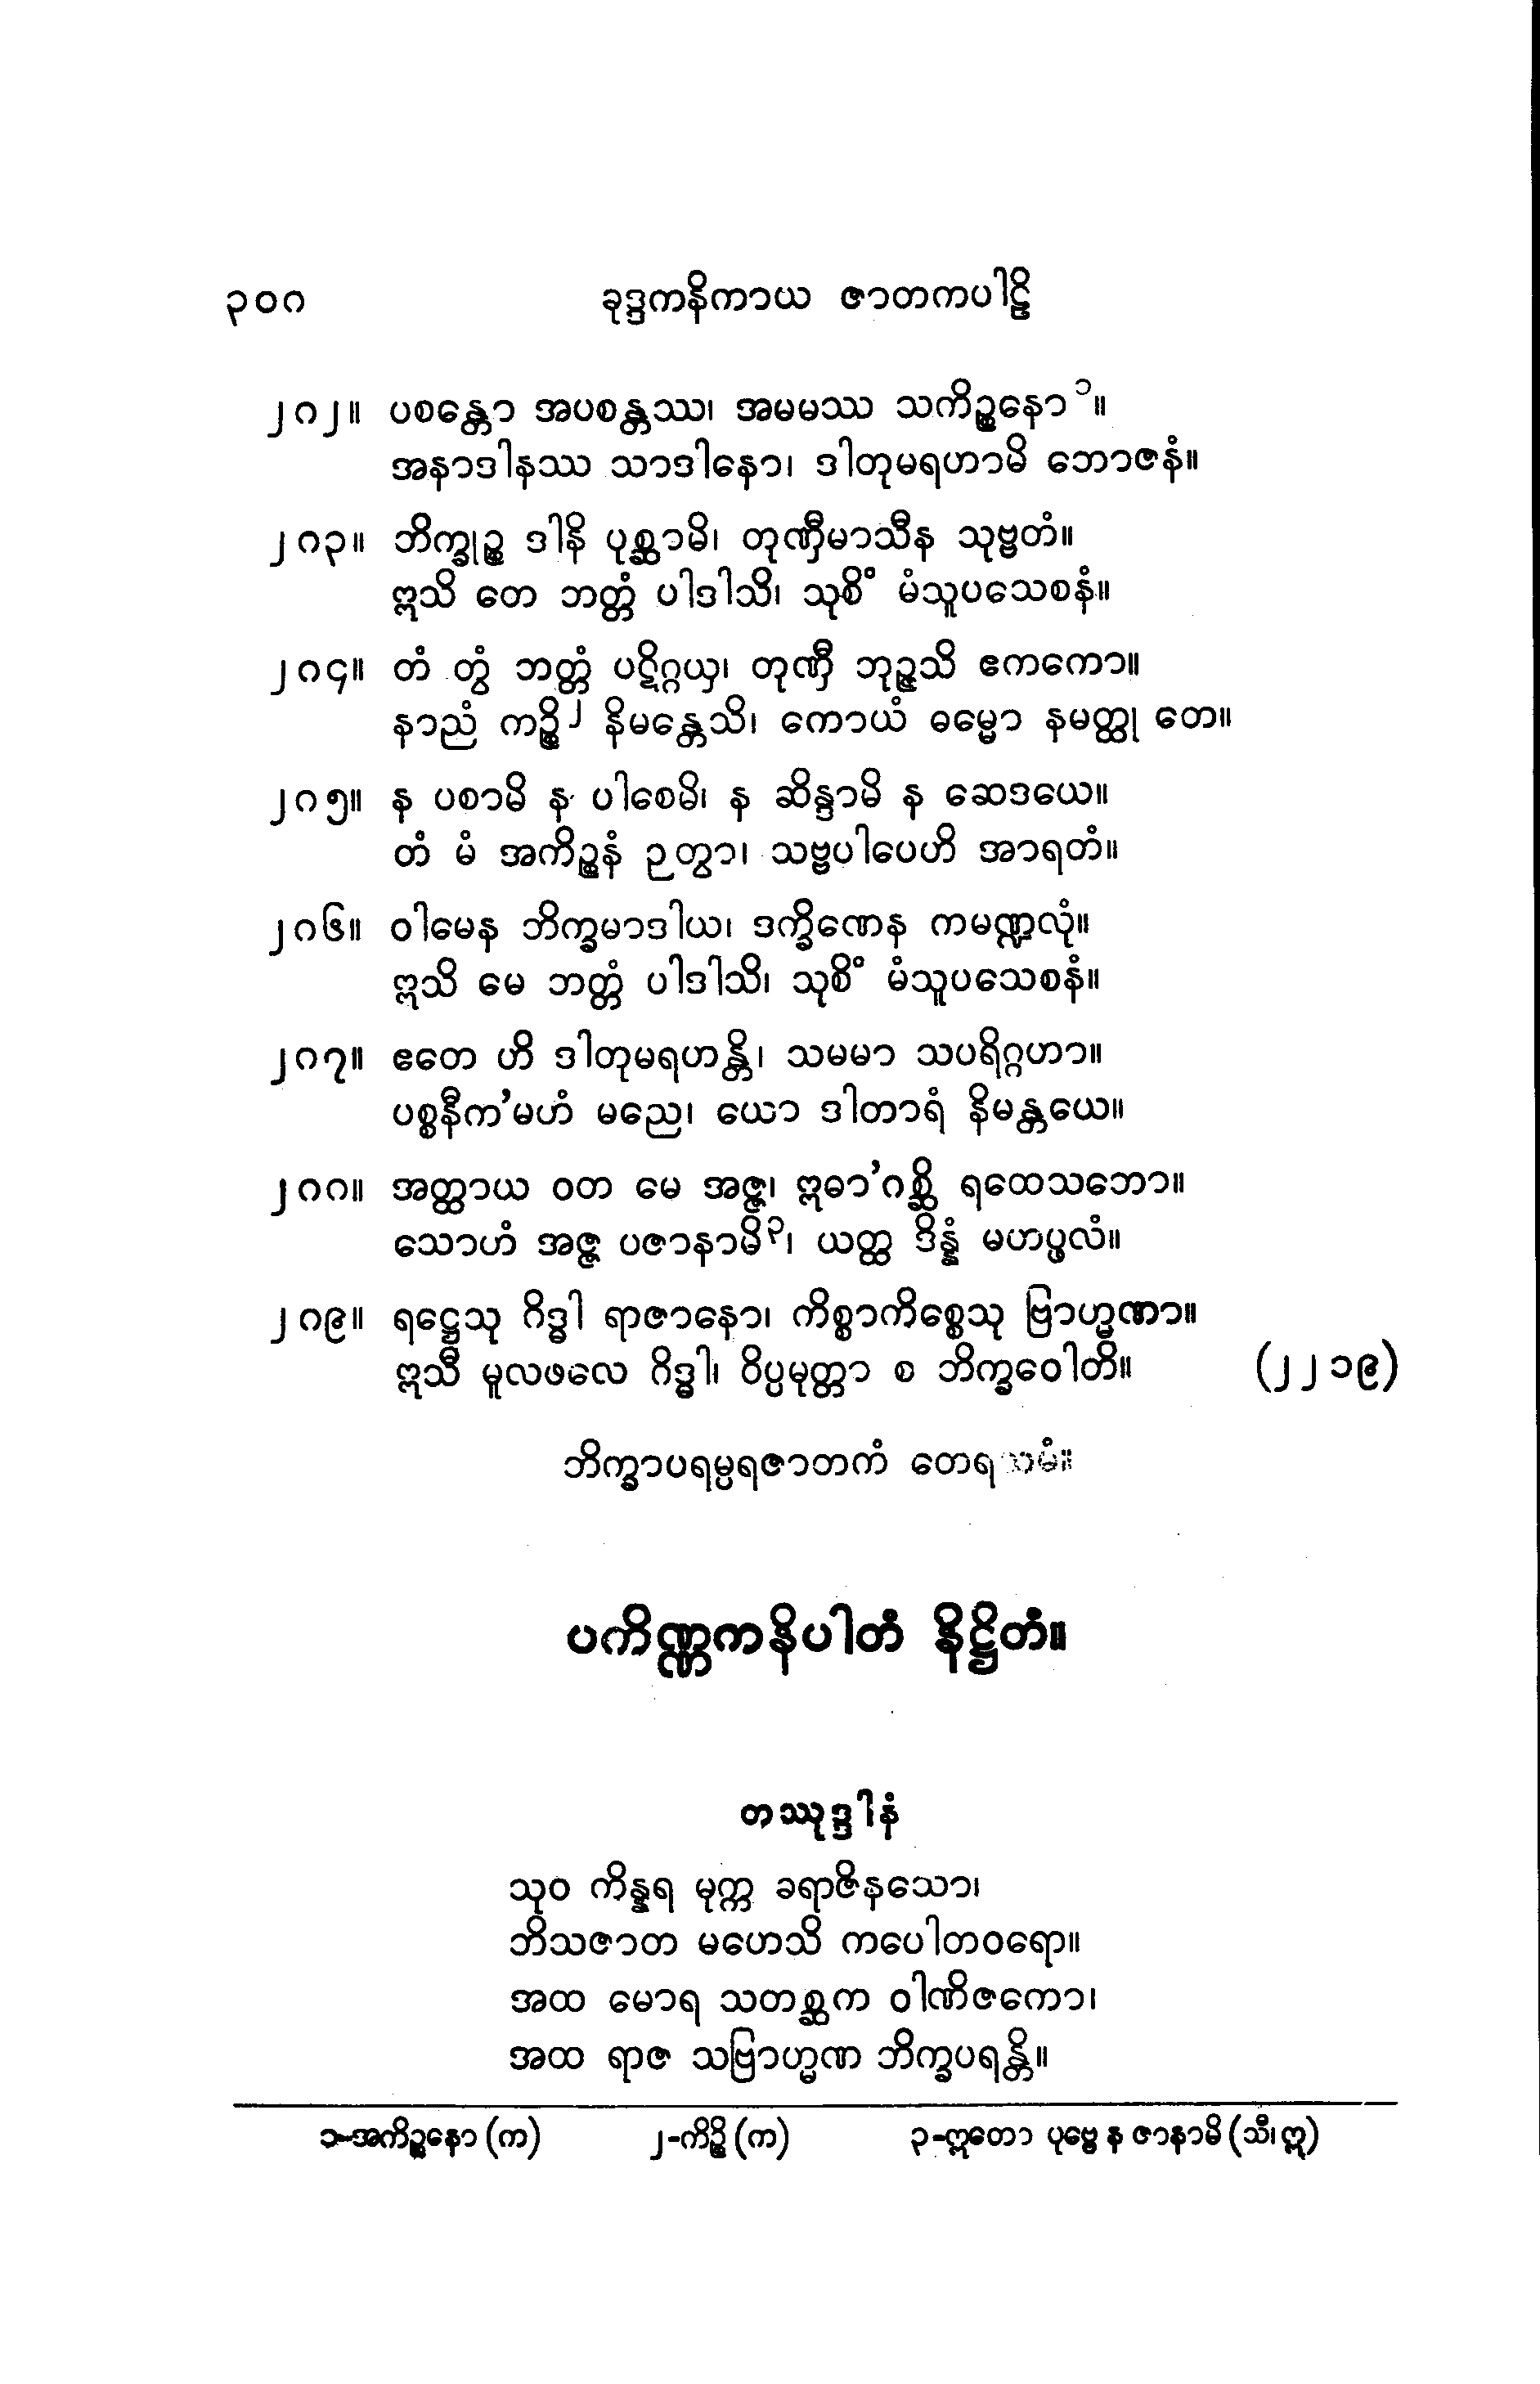 ၃၀ဂ ခုဒ္ဒကနိကာယ ဇာတကပါဠိ
၂ဂ၂။ ပစန္တော အပစန္တဿ၊ အမမဿ သကိဉ္စနော၁။
အနာဒါနဿ သာဒါနော၊ ဒါတုမရဟာမိ ဘောဇနံ။
၂ဂ၃။ ဘိက္ခုဉ္စ ဒါနိ ပုစ္ဆာမိ၊ တုဏှီမာသီန သုဗ္ဗတံ။
ဣသိ တေ ဘတ္တံ ပါဒါသိ၊ သုစိံ မံသူပသေစနံ။
၂ဂ၄။ တံ တွံ ဘတ္တံ ပဋိဂ္ဂယှ၊ တုဏှီ ဘုဉ္ဇသိ ဧကကော။
နာညံ ကဉ္စိ၂ နိမန္တေသိ၊ ကောယံ ဓမ္မော နမတ္ထု တေ။
၂ဂ၅။ န ပစာမိ န ပါစေမိ၊ န ဆိန္ဒာမိ န ဆေဒယေ။
တံ မံ အကိဉ္စနံ ဉတွာ၊ သဗ္ဗပါပေဟိ အာရတံ။
၂ဂ၆။ ဝါမေန ဘိက္ခမာဒါယ၊ ဒက္ခိဏေန ကမဏ္ဍလုံ။
ဣသိ မေ ဘတ္တံ ပါဒါသိ၊ သုစိံ မံသူပသေစနံ။
၂ဂ၇။ ဧတေ ဟိ ဒါတုမရဟန္တိ၊ သမမာ သပရိဂ္ဂဟာ။
ပစ္စနီက’မဟံ မညေ၊ ယော ဒါတာရံ နိမန္တယေ။
၂ဂဂ။ အတ္ထာယ ဝတ မေ အဇ္ဇ၊ ဣဓာ’ဂစ္ဆိ ရထေသဘော။
သောဟံ အဇ္ဇ ပဇာနာမိ၃၊ ယတ္ထ ဒိန္နံ မဟပ္ဖလံ။
၂ဂ၉။ ရဋ္ဌေသု ဂိဒ္ဓါ ရာဇာနော၊ ကိစ္စာကိစ္စေသု ဗြာဟ္မဏာ။
ဣသီ မူလဖလေ ဂိဒ္ဓါ၊ ဝိပ္ပမုတ္တာ စ ဘိက္ခဝေါတိ။ (၂၂၁၉)
ဘိက္ခာပရမ္ပရဇာတကံ တေရသမံ။
ပကိဏ္ဏကနိပါတံ နိဋ္ဌိတံ။
တဿုဒ္ဒါနံ
သုဝ ကိန္နရ မုက္က ခရာဇိနသော၊
ဘိသဇာတ မဟေသိ ကပေါတဝရော။
အထ မောရ သတစ္ဆက ဝါဏိဇကော၊
အထ ရာဇ သဗြာဟ္မဏ ဘိက္ခပရန္တိ။
၁-အကိဉ္စနော (က) ၂-ကိဉ္စိ (က) ၃-ဣတော ပုဗ္ဗေ န ဇာနာမိ (သီ၊ ဣ)